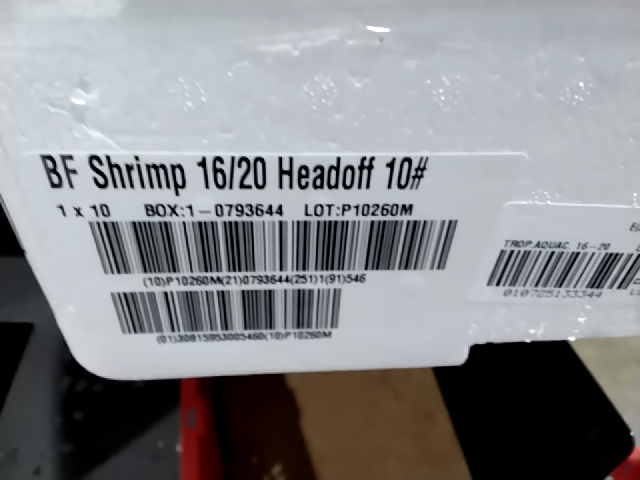 BF Shrimp 16/20 Headoff 10#
1 x 10 BOX:1-0793644 LOT:P10260M
(10)P10260M(21)0793644(251)1(91)546
(01)30815953005460(10)P10260M
TROP.AQUAC. 16-20
010725133344